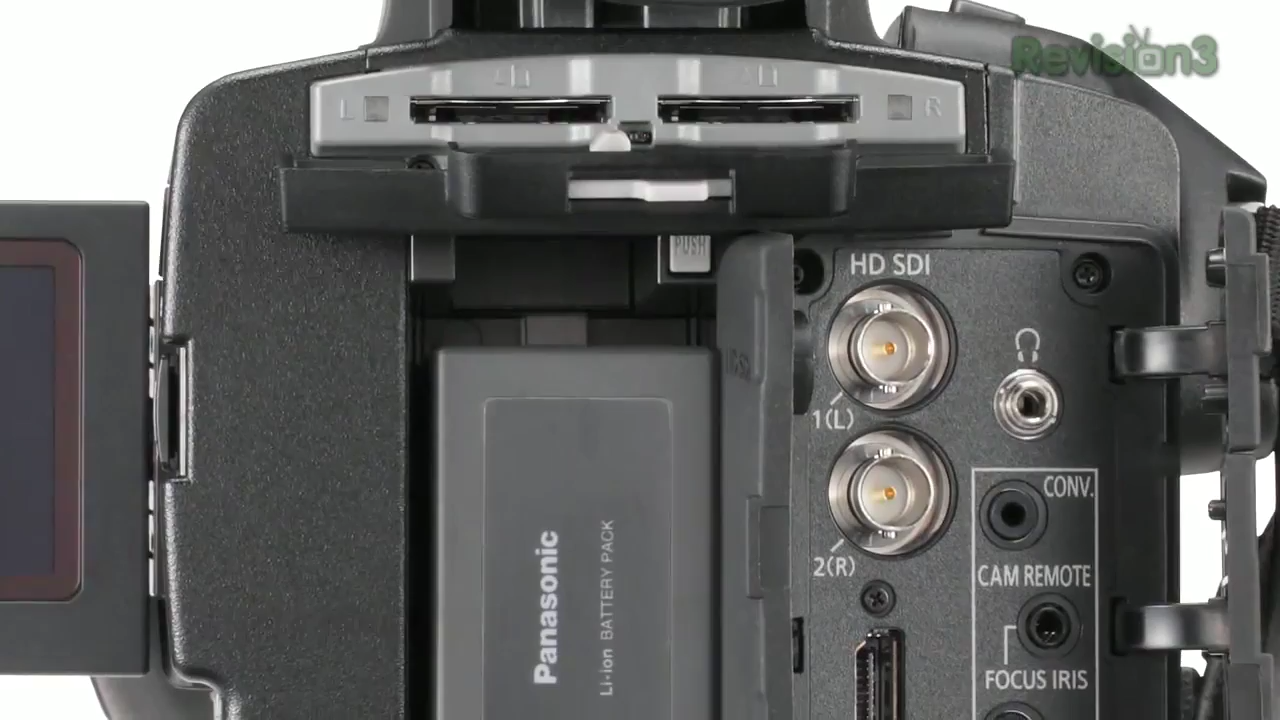 Revision3
L
R
PUSH
HD SDI
1(L)
CONV.
2(R)
CAM REMOTE
FOCUS IRIS
Panasonic
Li-ion BATTERY PACK